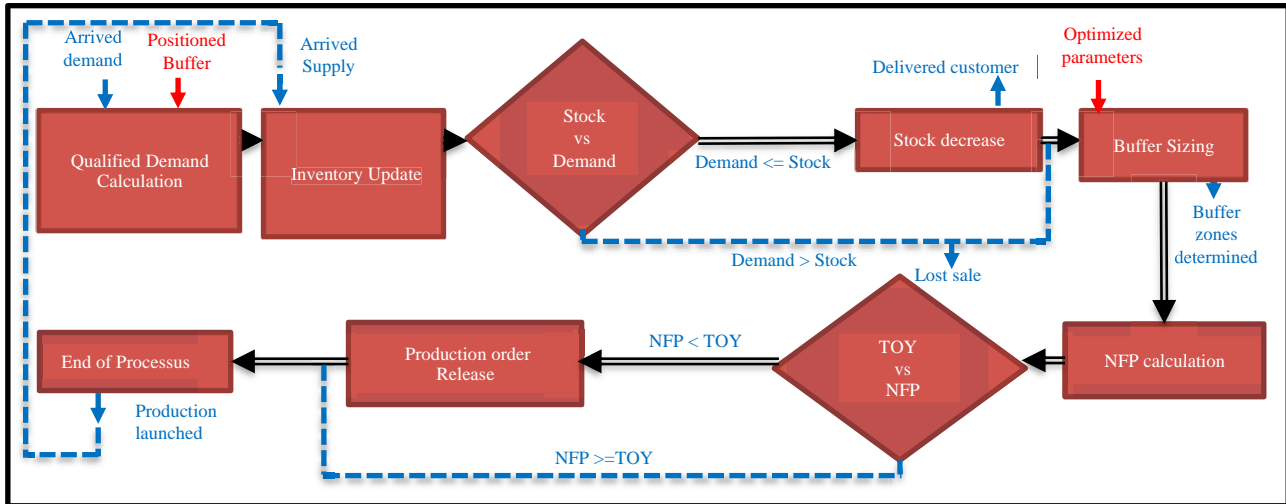 Arrived
demand
Positioned
Buffer
Arrived
Supply
Delivered customer
Optimized
parameters
Qualified Demand
Calculation
Inventory Update
Stock
vs
Demand
Demand <= Stock
Stock decrease
Buffer Sizing
Buffer
zones
determined
Demand > Stock
Lost sale
End of Processus
Production order
Release
NFP < TOY
TOY
vs
NFP
NFP calculation
Production
launched
NFP >=TOY